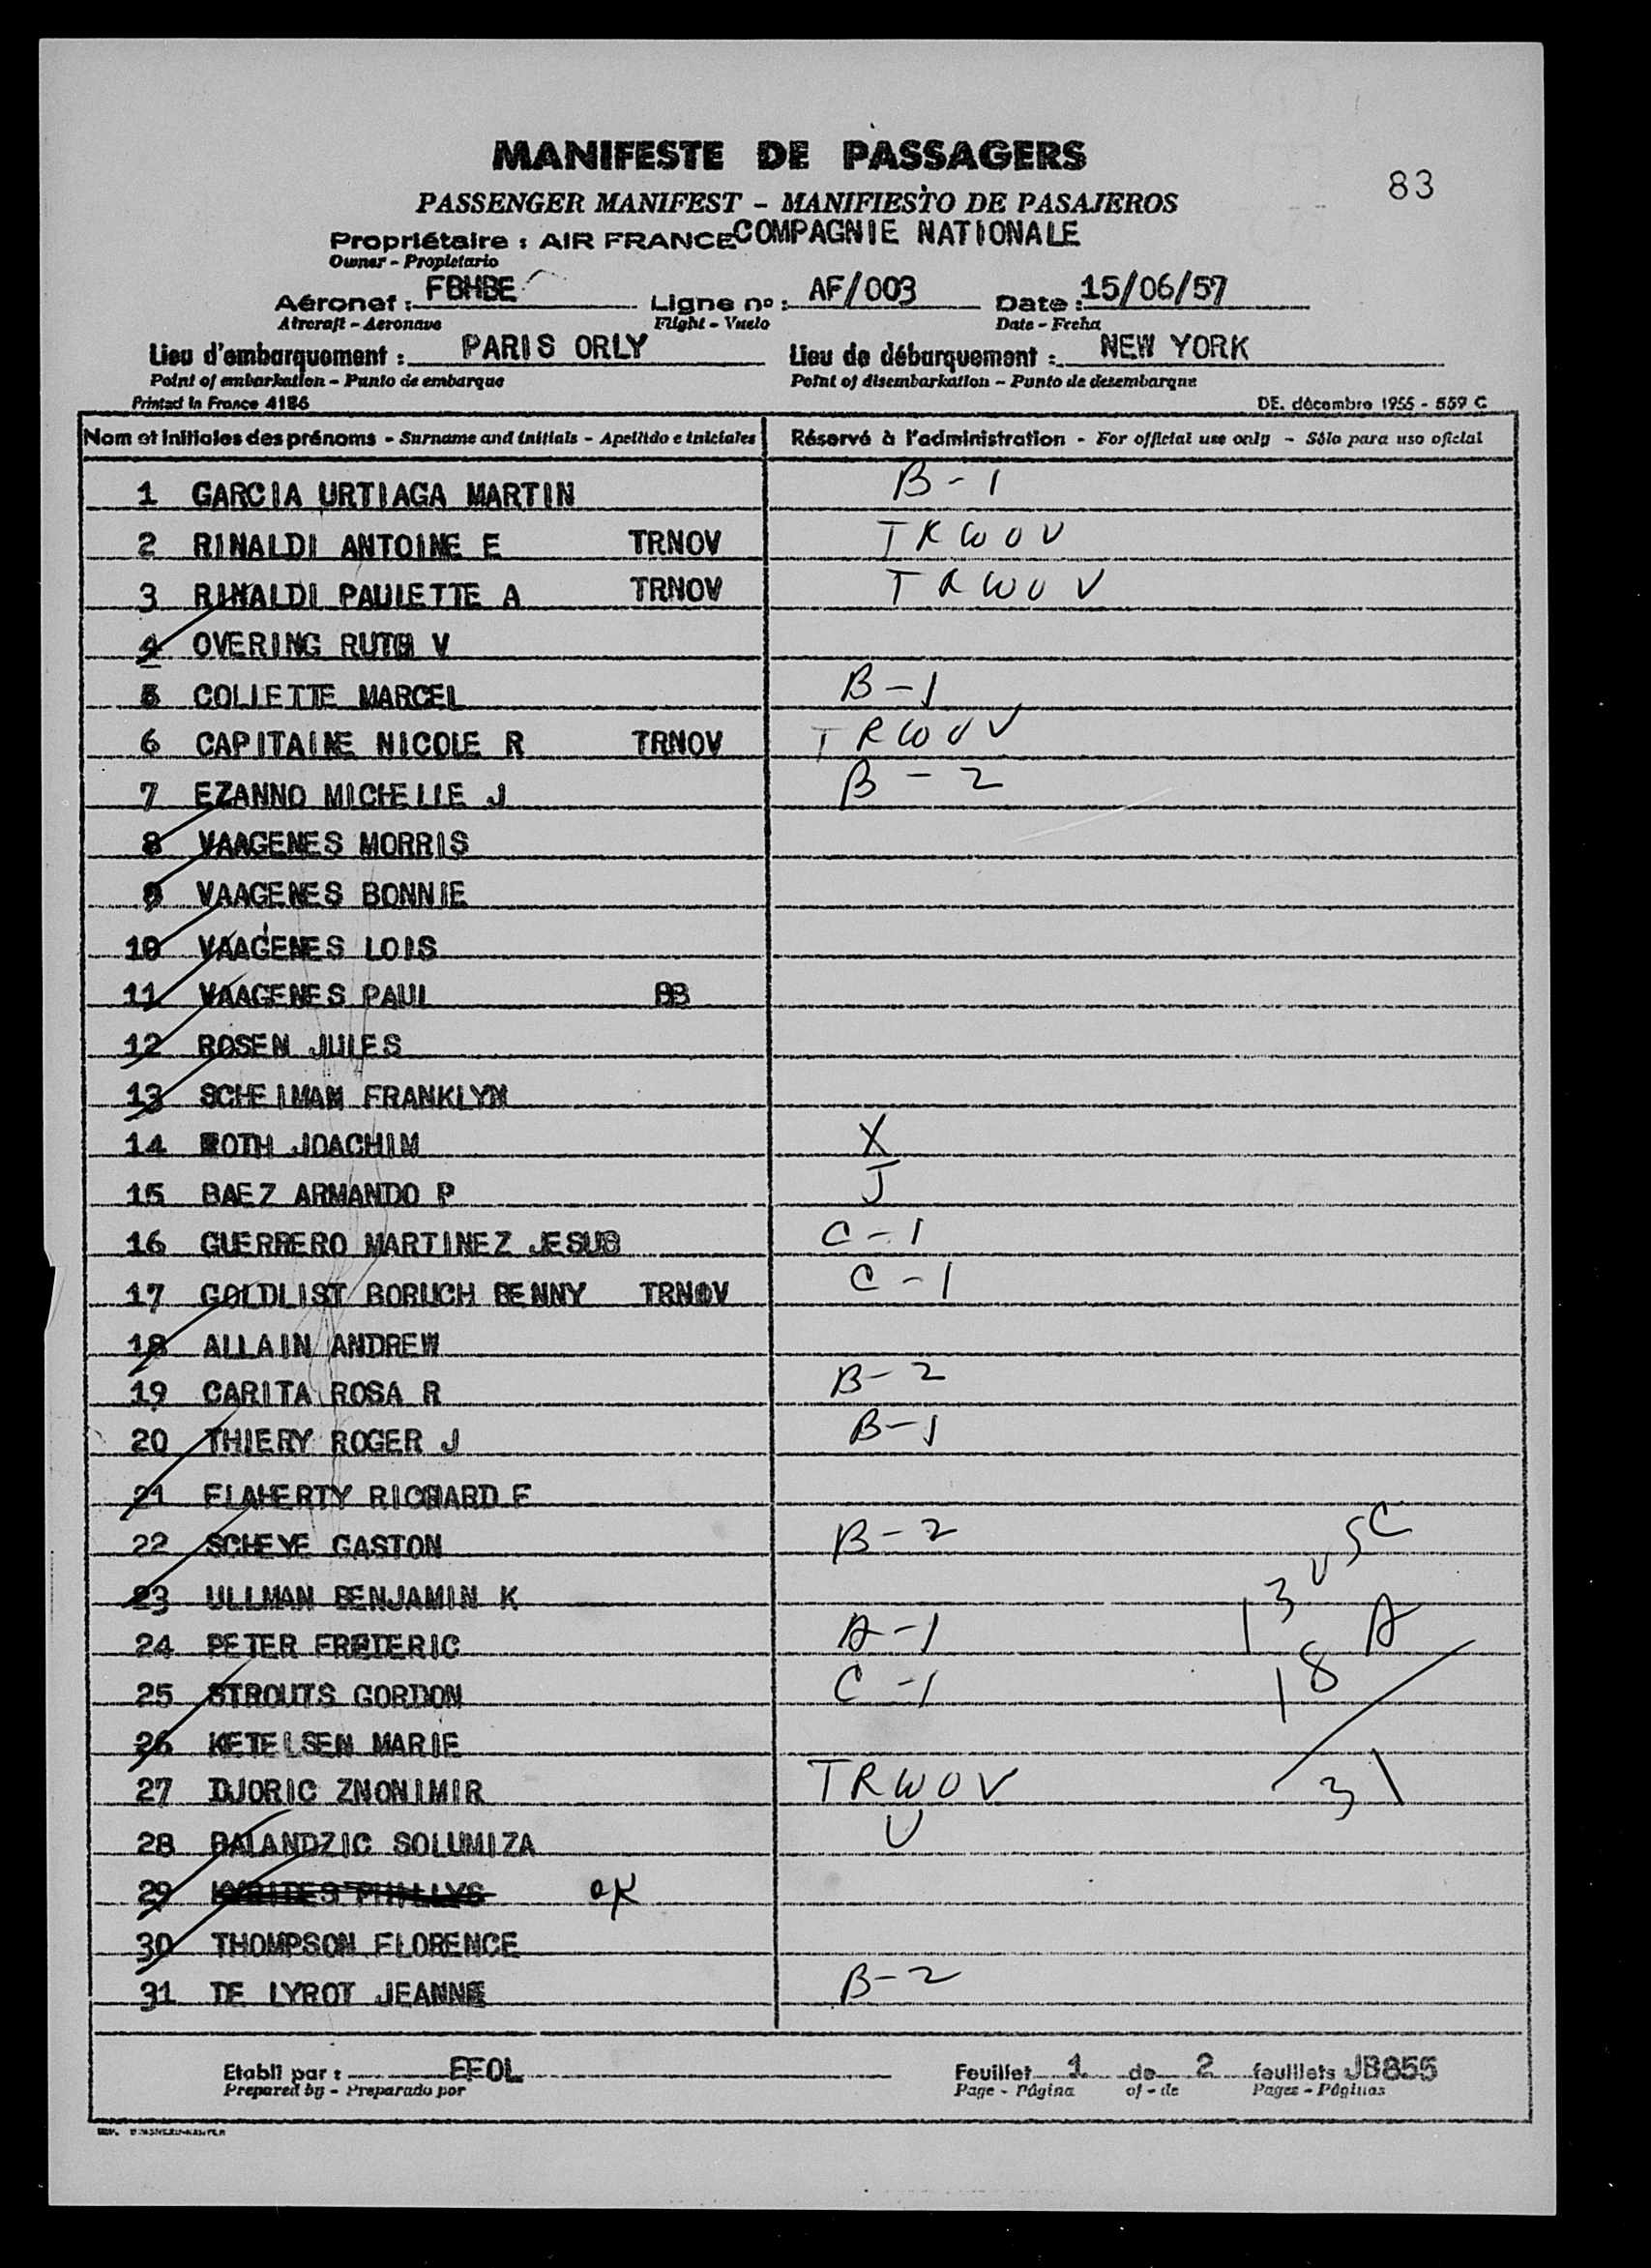 MANIFESTE DE PASSAGERS
83
PASSENGER MANIFEST - MANIFIESTO DE PASAJEROS
Propriétaire : AIR FRANCE COMPAGNIE NATIONALE
Owner - Propietario
Aéronef : FBHBE Ligne no : AF/003 Date : 15/06/57
Aircraft - Aeronave Flight - Vuelo Date - Fecha
Lieu d'embarquement : PARIS ORLY Lieu de débarquement : NEW YORK
Point of embarkation - Punto de embarque Point of disembarkation - Punto de desembarque
Printed in France 4186 DE. décembre 1955 - 559 C
Nom et initiales des prénoms - Surname and initials - Apellido e iniciales Réservé à l'administration - For official use only - Sólo para uso oficial
1 GARCIA URTIAGA MARTIN B-1
2 RINALDI ANTOINE E TRNOV TRWOV
3 RINALDI PAULETTE A TRNOV TRWOV
4 OVERING RUTH V
5 COLLETTE MARCEL B-1
6 CAPITAINE NICOLE R TRNOV TRWOV
7 EZANNO MICHELLE J B-2
8 VAAGENES MORRIS
9 VAAGENES BONNIE
10 VAAGENES LOIS
11 VAAGENES PAUL BB
12 ROSEN JULES
13 SCHEIMAN FRANKLYN
14 ROTH JOACHIM X
15 BAEZ ARMANDO P J
16 GUERRERO MARTINEZ JESUS C-1
17 GOLDLIST BORUCH BENNY TRNOV C-1
18 ALLAIN ANDREW
19 CARITA ROSA R B-2
20 THIERY ROGER J B-1
21 FLAHERTY RICHARD F
22 SCHEYE GASTON B-2
23 ULLMAN BENJAMIN K 13 USC
24 PETER FREDERIC A-1
25 STROUTS GORDON C-1 18 A
26 KETELSEN MARIE
27 DJORIC ZNONIMIR TRWOV 31
28 BALANDZIC SOLUMIZA U
29 OK
30 THOMPSON FLORENCE
31 DE LYROT JEANNE B-2
Etabli par : EFOL Feuillet 1 de 2 feuillets JB855
Prepared by - Preparado por Page - Página of - de Pages - Páginas